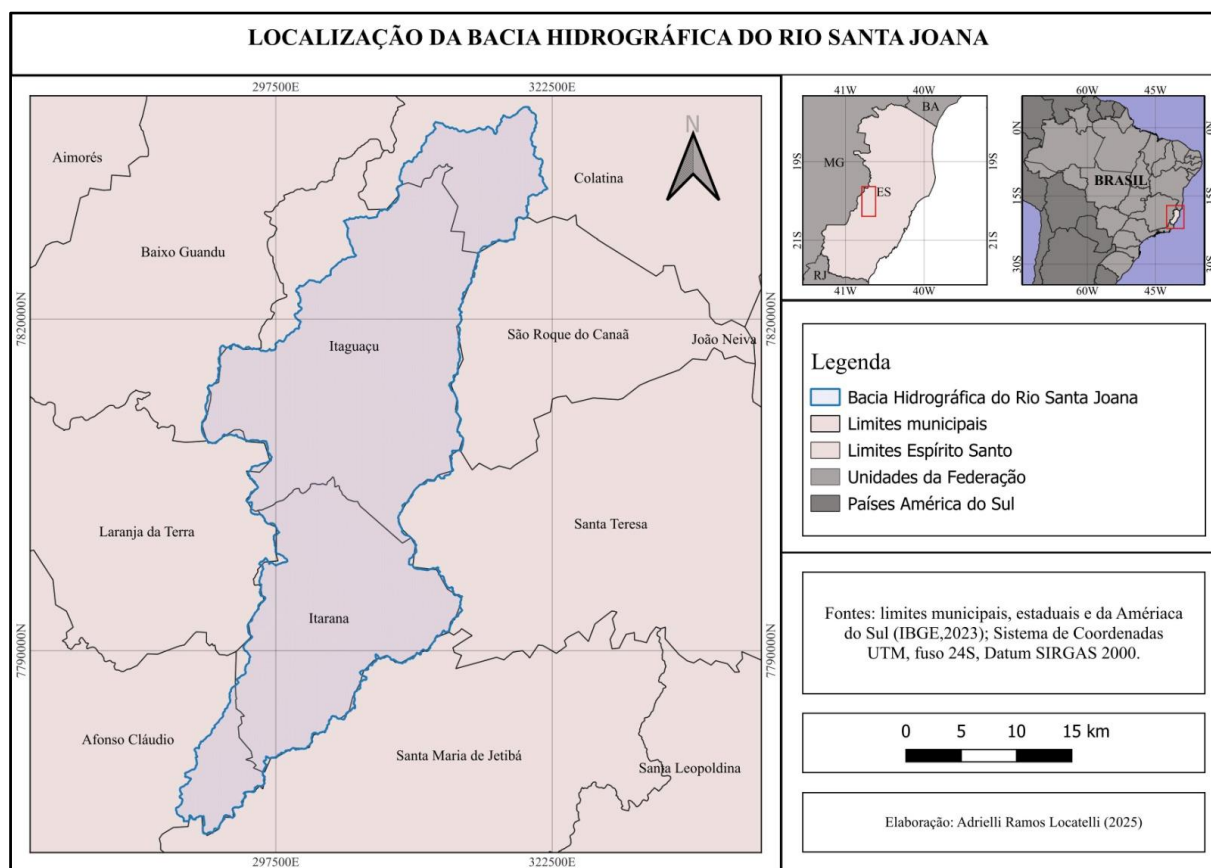 LOCALIZAÇÃO DA BACIA HIDROGRÁFICA DO RIO SANTA JOANA
297500E
322500E
N
Aimorés
Colatina
Baixo Guandu
7820000N
7820000N
Itaguaçu
São Roque do Canaã
João Neiva
Laranja da Terra
Santa Teresa
Itarana
7790000N
7790000N
Afonso Cláudio
Santa Maria de Jetibá
Santa Leopoldina
297500E
322500E
41W
40W
BA
19S
19S
MG
ES
21S
21S
RJ
41W
40W
60W
45W
0N
0N
BRASIL
15S
15S
30S
30S
60W
45W
Legenda
Bacia Hidrográfica do Rio Santa Joana
Limites municipais
Limites Espírito Santo
Unidades da Federação
Países América do Sul
Fontes: limites municipais, estaduais e da Amériaca
do Sul (IBGE,2023); Sistema de Coordenadas
UTM, fuso 24S, Datum SIRGAS 2000.
0 5 10 15 km
Elaboração: Adrielli Ramos Locatelli (2025)